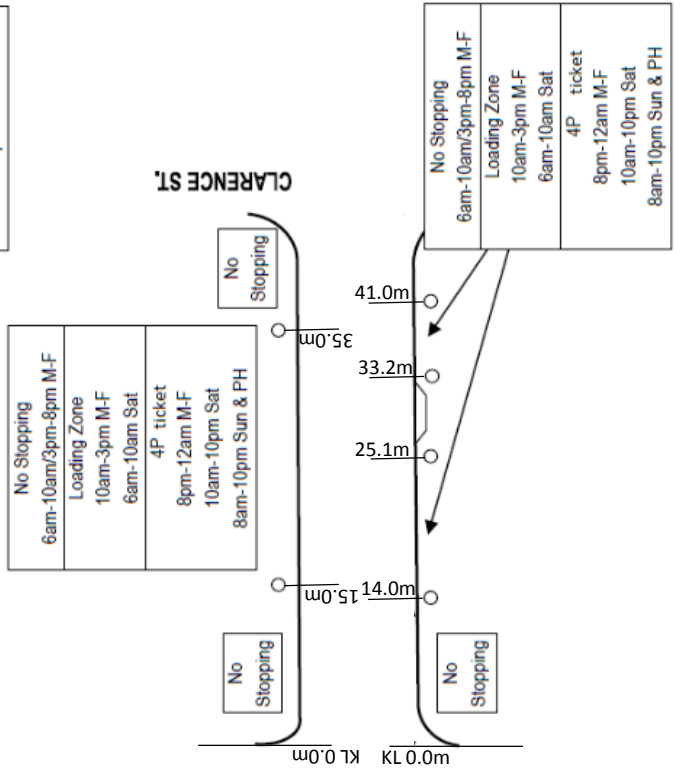 CLARENCE ST.
No
Stopping
35.0m
No Stopping
6am-10am/3pm-8pm M-F
Loading Zone
10am-3pm M-F
6am-10am Sat
4P ticket
8pm-12am M-F
10am-10pm Sat
8am-10pm Sun & PH
15.0m
No
Stopping
KL 0.0m
KL 0.0m
No Stopping
6am-10am/3pm-8pm M-F
Loading Zone
10am-3pm M-F
6am-10am Sat
4P ticket
8pm-12am M-F
10am-10pm Sat
8am-10pm Sun & PH
41.0m
33.2m
25.1m
14.0m
No
Stopping